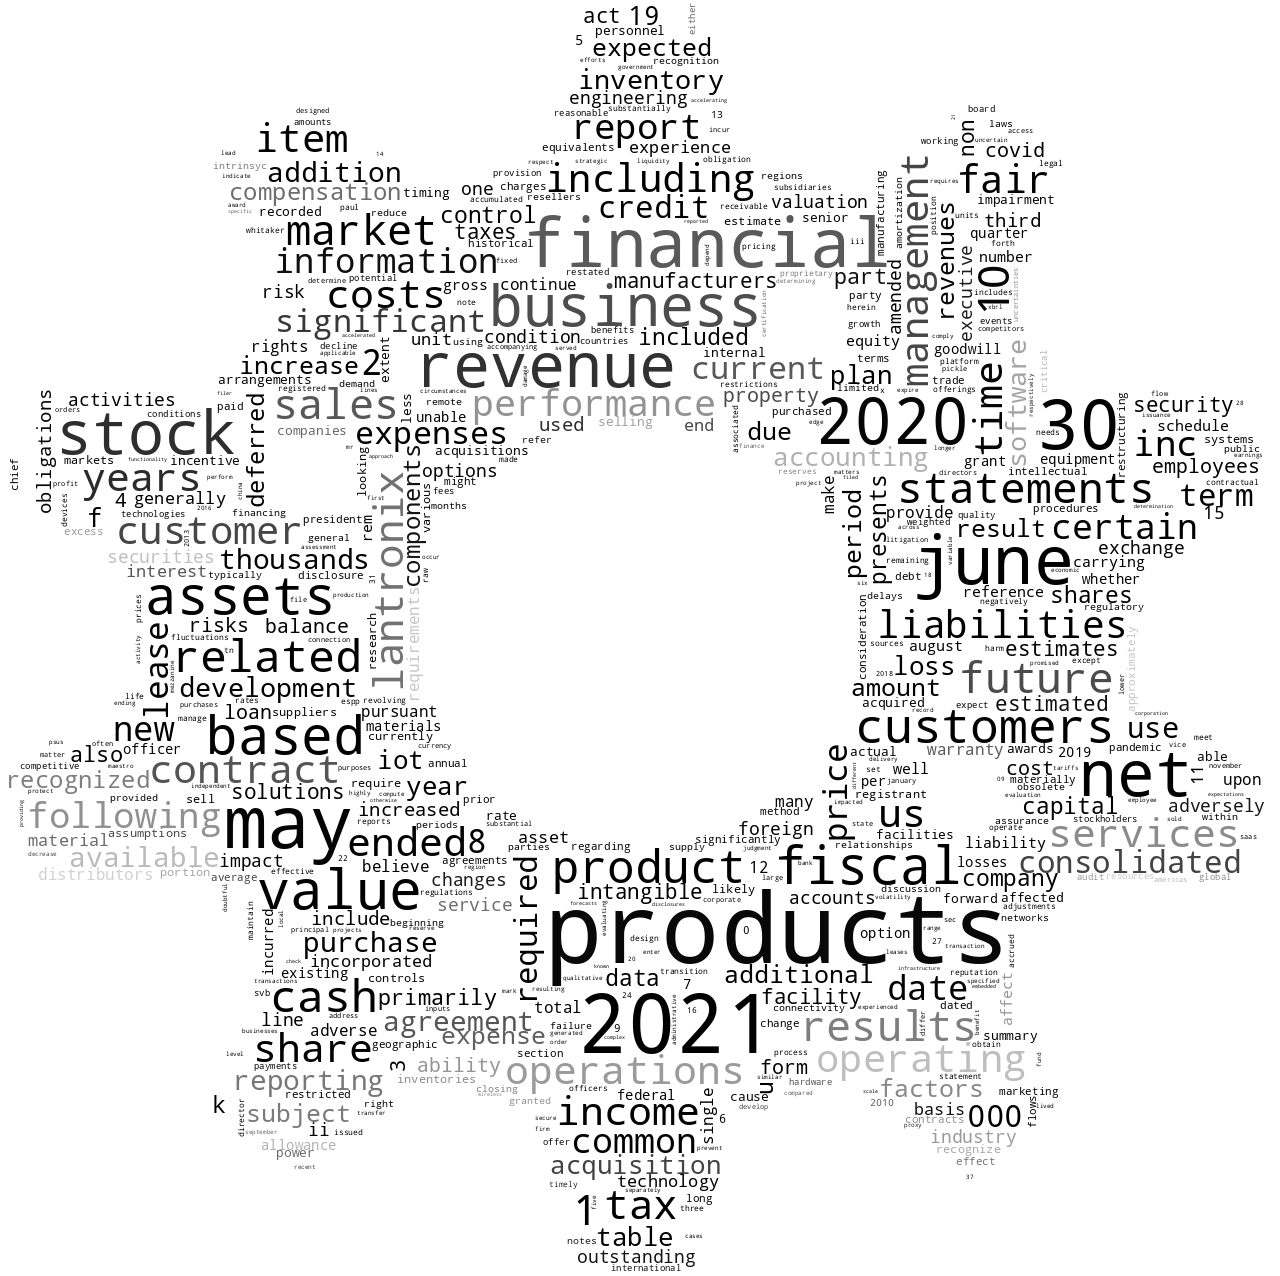 act 19
either
5 personnel
expected
efforts recognition
government
inventory
engineering accelerating
reasonable substantially 13
designed
amounts
item
report
incur
equivalents experience
lead 14
intrinsyc addition
indicate
compensation timing one charges resellers
respect strategic liquidity obligation
provision including regions
accumulated subsidiaries
award
specific recorded paul reduce control credit receivable valuation
market taxes estimate senior
whitaker historical reported
financial
depend pricing iii
information fixed
restated manufacturers proprietary part
determine potential determining
risk costs gross continue
note business certification
significant
accelerated accompanying benefits
rights decline unit using condition countries included
applicable served
increase 2 extent
internal
revenue current plan
arrangements demand circumstances damage restrictions
registered lines
filer sales less remote performance property
companies unable used selling end associated due purchased
refer
mr expenses acquisitions made
approach
looking options
board
21 laws
working non uncertain access
covid
legal
manufacturing amortization management requires fair
position impairment
units third
revenues quarter
forth
number
party 10 includes uncertainties
herein amended executive xbrl
growth events
competitors
equity comply
goodwill
terms platform
pickle
trade software critical
limited x expire offerings respectively
2020 time 30 restructuring flow
issuance security 28
edge needs schedule
accounting longer grant equipment inc systems
public
reserves matters directors intellectual employees earnings
project filed
make statements contractual
term
period presents provide weighted quality procedures determination
15
across result certain
litigation
june exchange
variable carrying
remaining economic whether
debt 18
six
delays reference shares
negatively regulatory
consideration liabilities
sources august harm estimates approximately
promised except
loss 2018 future lower
amount
acquired expect estimated
record corporation
customers use
meet
price actual warranty awards 2019 pandemic vice
delivery able
different set well cost tariffs net 11 november upon
per january 09 materially
registrant obsolete
evaluation employee expectations
many us capital adversely
method impacted
foreign state facilities assurance stockholders sold within
operate
significantly relationships liability services saas
activities
orders conditions
obligations stock paid
chief markets functionality incentive deferred
profit
years perform
china 2016
4 generally
devices technologies financing
f president
excess customer 2013
general
securities thousands assessment
interest typically disclosure
lantronix components various
might
fees
first months
rem
occur
31 raw
assets file production
prices
risks balance
activity fluctuations connection research requirements
lease related tn
mezzanine
development
life purchases rates espp revolving
ending
new manage loan suppliers pursuant
materials
psus often based currently
matter also officer currency
competitive maestro iot annual
recognized contract purposes
protect independent solutions require year
highly compute
provided sell otherwise increased prior
providing following may reports periods rate
substantial
material assumptions ended 8 asset
parties regarding supply judgment
decrease available impact 22 believe agreements
region
distributors portion average effective changes
regulations
doubtful value service
local include beginning
maintain principal projects reserve
incurred purchase
check incorporated
existing
svb transactions controls
cash primarily mark
address inputs
line agreement
businesses adverse geographic expense
share
level payments ability
reporting inventories
restricted 3
k director subject right
transfer
september ii issued
allowance
power
recent
product 12 fiscal company
large bank losses consolidated
audit resources americas global
required intangible likely accounts discussion forward affected
corporate volatility adjustments
forecasts disclosures sec networks
evaluating products 0 option range 27 transaction
design
20 enter leases accrued
known infrastructure reputation
qualitative data transition additional specified
embedded
resulting 7 facility date
total 24 16 connectivity experienced dated affect
2021 administrative
failure 9 change results differ benefit summary
generated complex
order obtain
section process operating fund
operations form similar
closing officers u hardware scale statement
wireless
granted federal cause compared factors marketing
develop 2010 flows lived
secure income single 6 basis 000
firm contracts
proxy
offer common prevent industry
recognize
acquisition effect
timely technology 37
separately
1 five tax long
three
notes table cases
outstanding
international